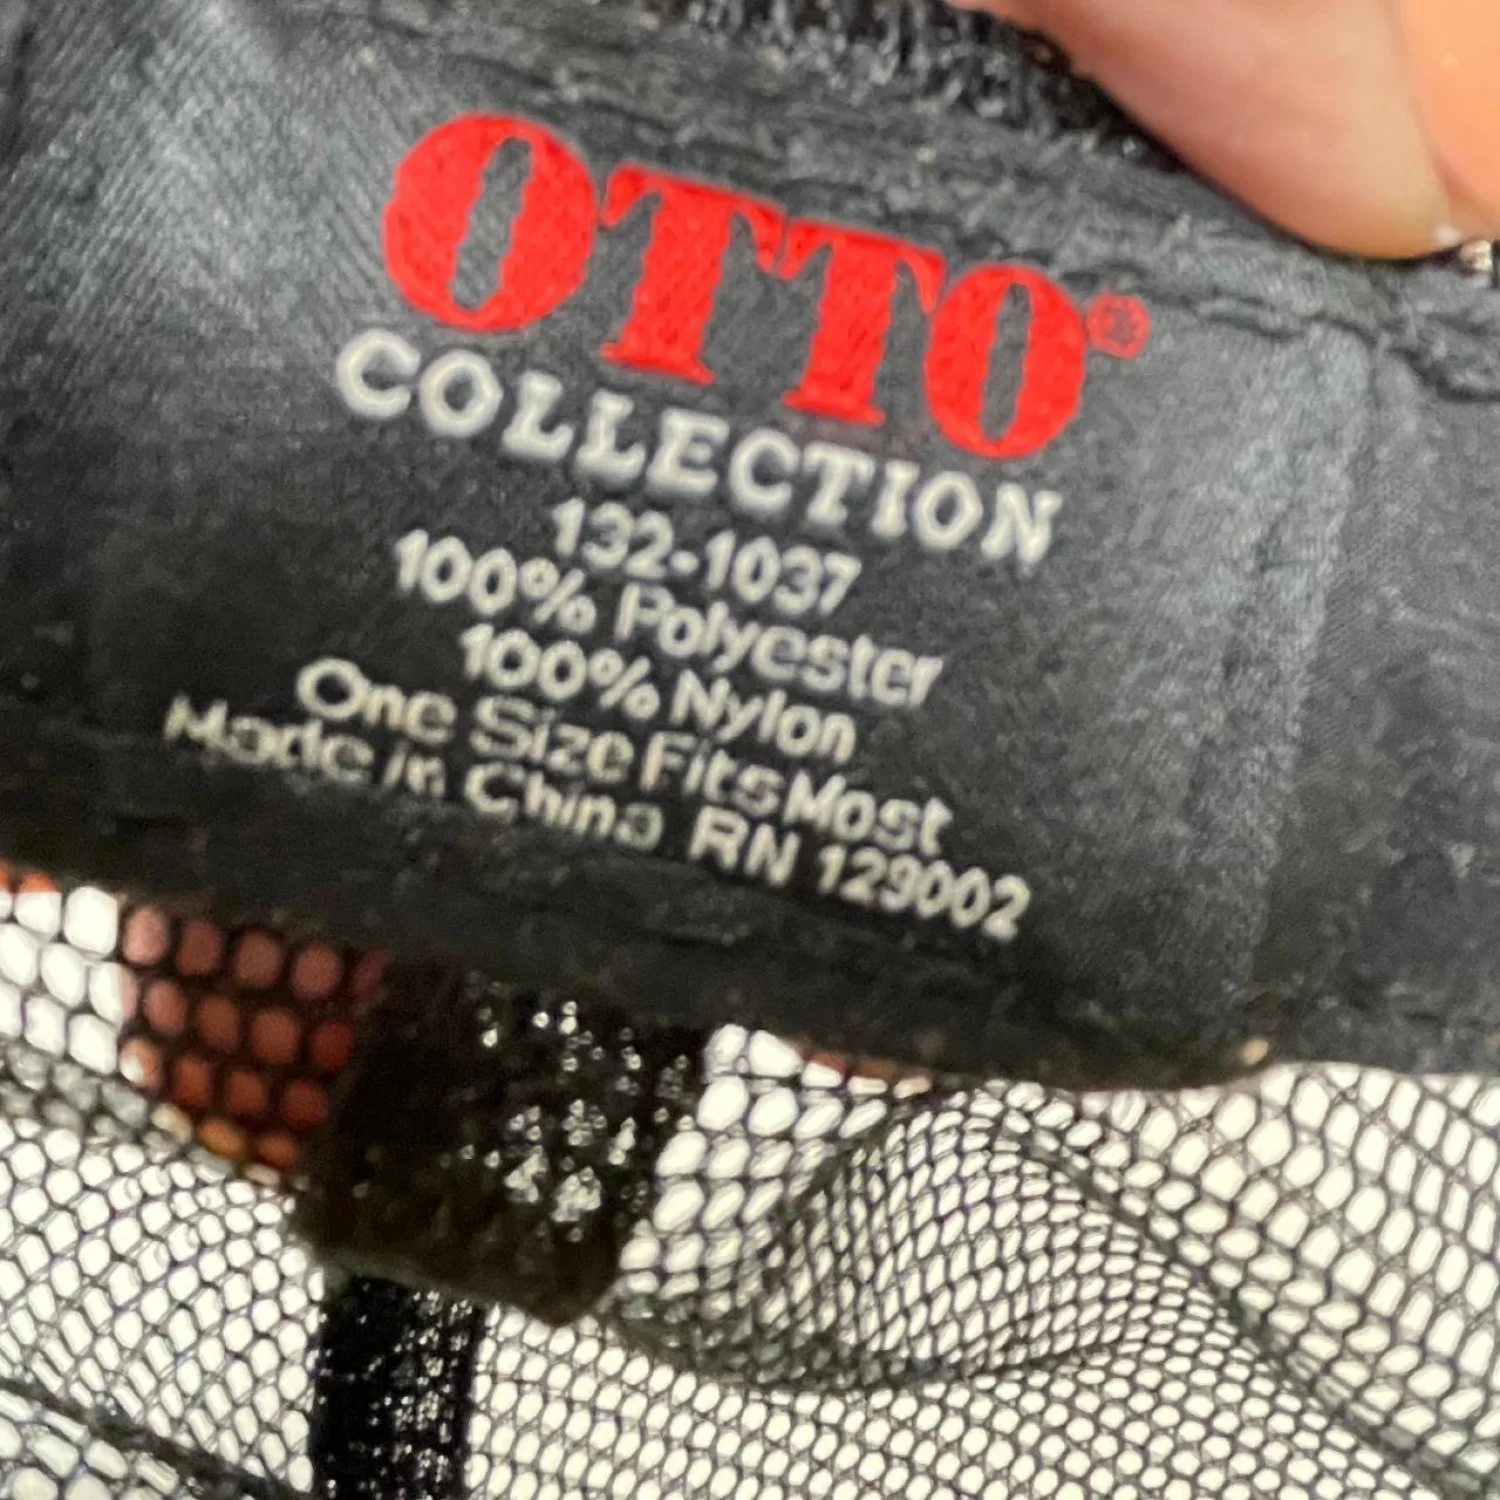 OTTO®
COLLECTION
132-1037
100% Polyester
100% Nylon
One Size Fits Most
Made in China RN 129002